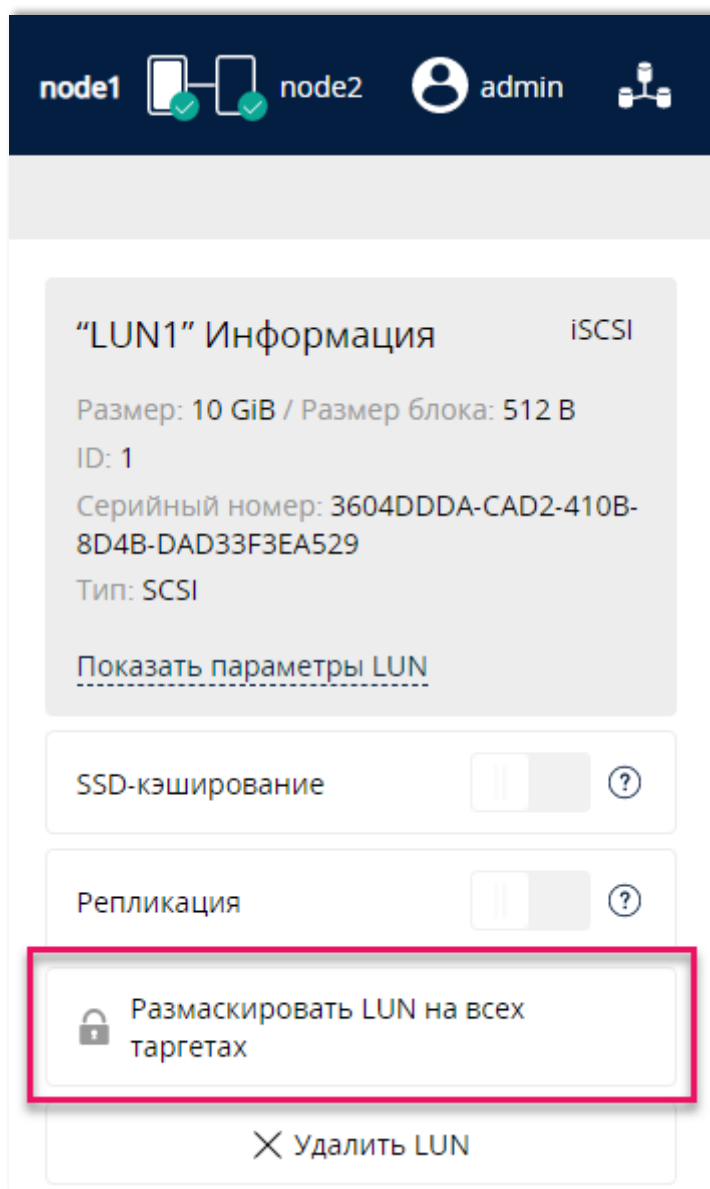 node1 node2 admin
“LUN1” Информация iSCSI
Размер: 10 GiB / Размер блока: 512 B
ID: 1
Серийный номер: 3604DDDA-CAD2-410B-
8D4B-DAD33F3EA529
Тип: SCSI
Показать параметры LUN
SSD-кэширование ?
Репликация ?
Размаскировать LUN на всех
таргетах
Удалить LUN